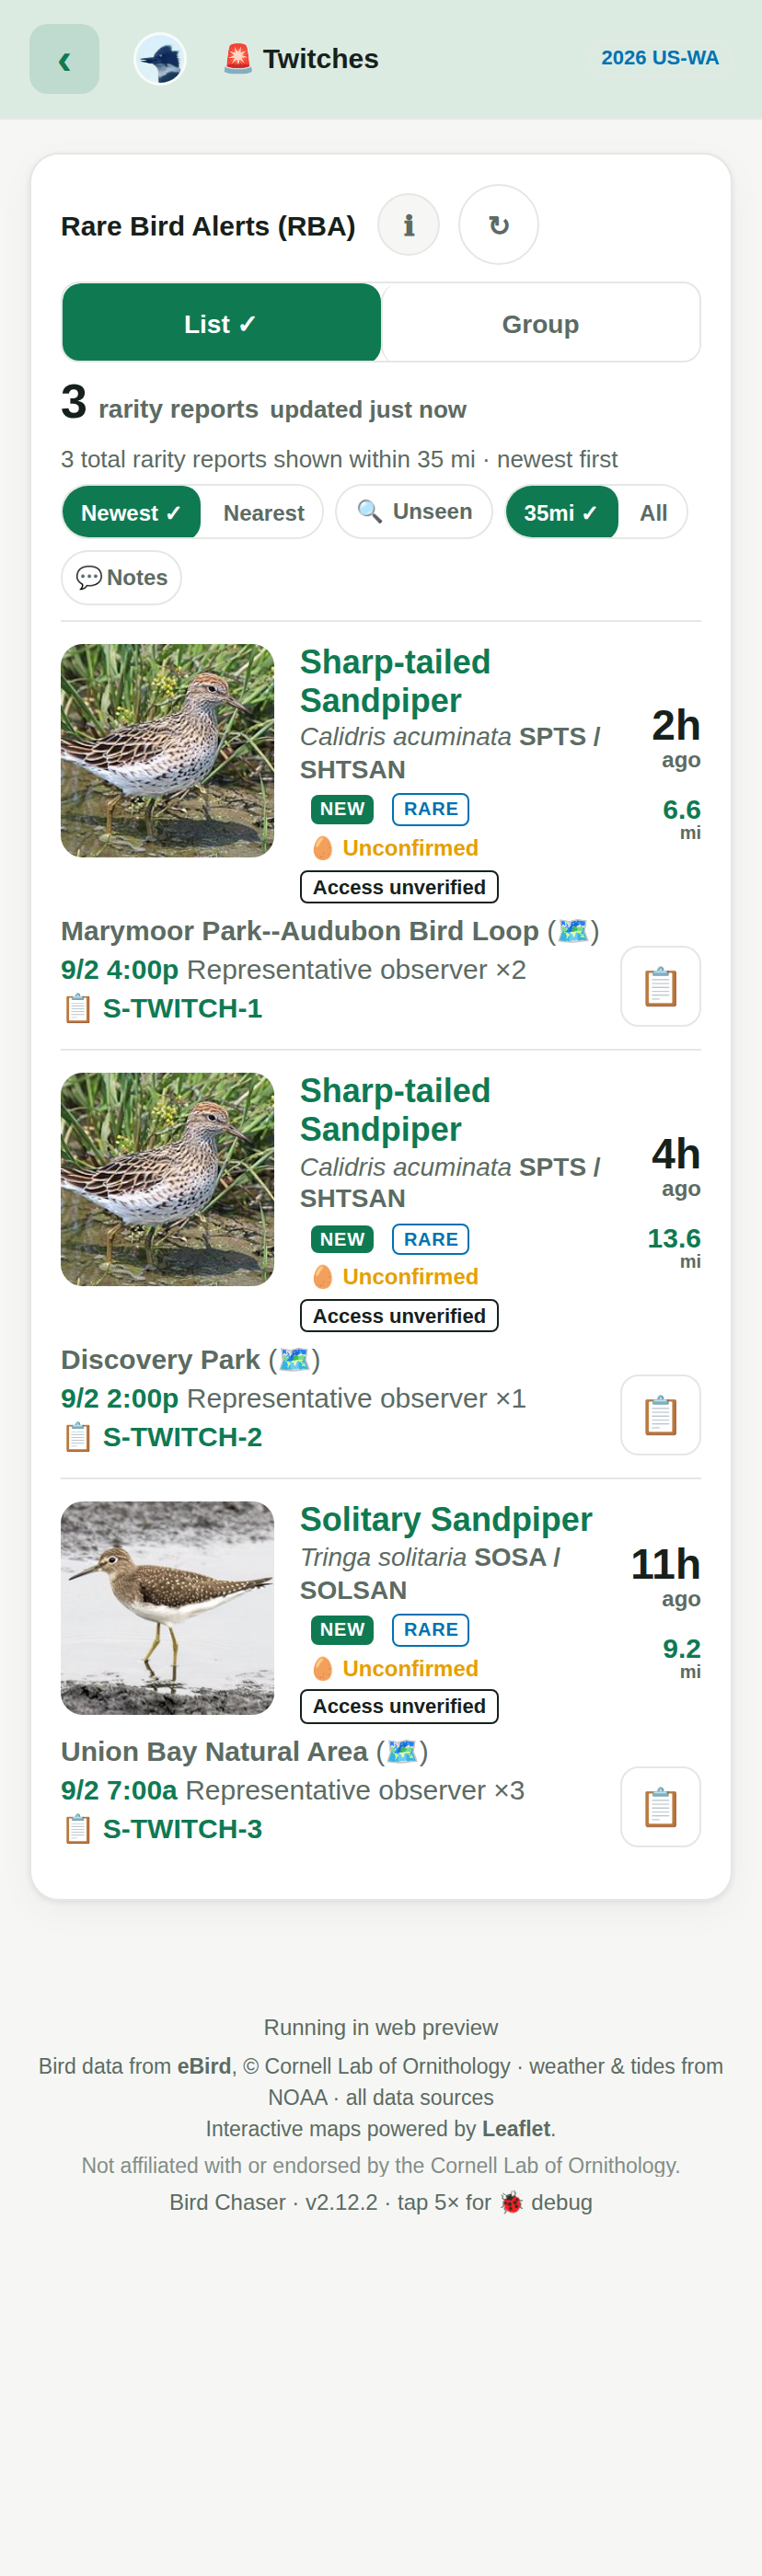 ‹ 🚨 Twitches 2026 US-WA
Rare Bird Alerts (RBA) ℹ ↻
List ✓ Group
3 rarity reports updated just now
3 total rarity reports shown within 35 mi · newest first
Newest ✓ Nearest 🔍 Unseen 35mi ✓ All
💬 Notes
Sharp-tailed
Sandpiper
Calidris acuminata SPTS /
SHTSAN
2h
ago
6.6
mi
NEW RARE
🥚 Unconfirmed
Access unverified
Marymoor Park--Audubon Bird Loop (🗺️)
9/2 4:00p Representative observer ×2
📋 S-TWITCH-1
📋
Sharp-tailed
Sandpiper
Calidris acuminata SPTS /
SHTSAN
4h
ago
13.6
mi
NEW RARE
🥚 Unconfirmed
Access unverified
Discovery Park (🗺️)
9/2 2:00p Representative observer ×1
📋 S-TWITCH-2
📋
Solitary Sandpiper
Tringa solitaria SOSA /
SOLSAN
11h
ago
9.2
mi
NEW RARE
🥚 Unconfirmed
Access unverified
Union Bay Natural Area (🗺️)
9/2 7:00a Representative observer ×3
📋 S-TWITCH-3
📋
Running in web preview
Bird data from eBird, © Cornell Lab of Ornithology · weather & tides from
NOAA · all data sources
Interactive maps powered by Leaflet.
Not affiliated with or endorsed by the Cornell Lab of Ornithology.
Bird Chaser · v2.12.2 · tap 5× for 🐞 debug